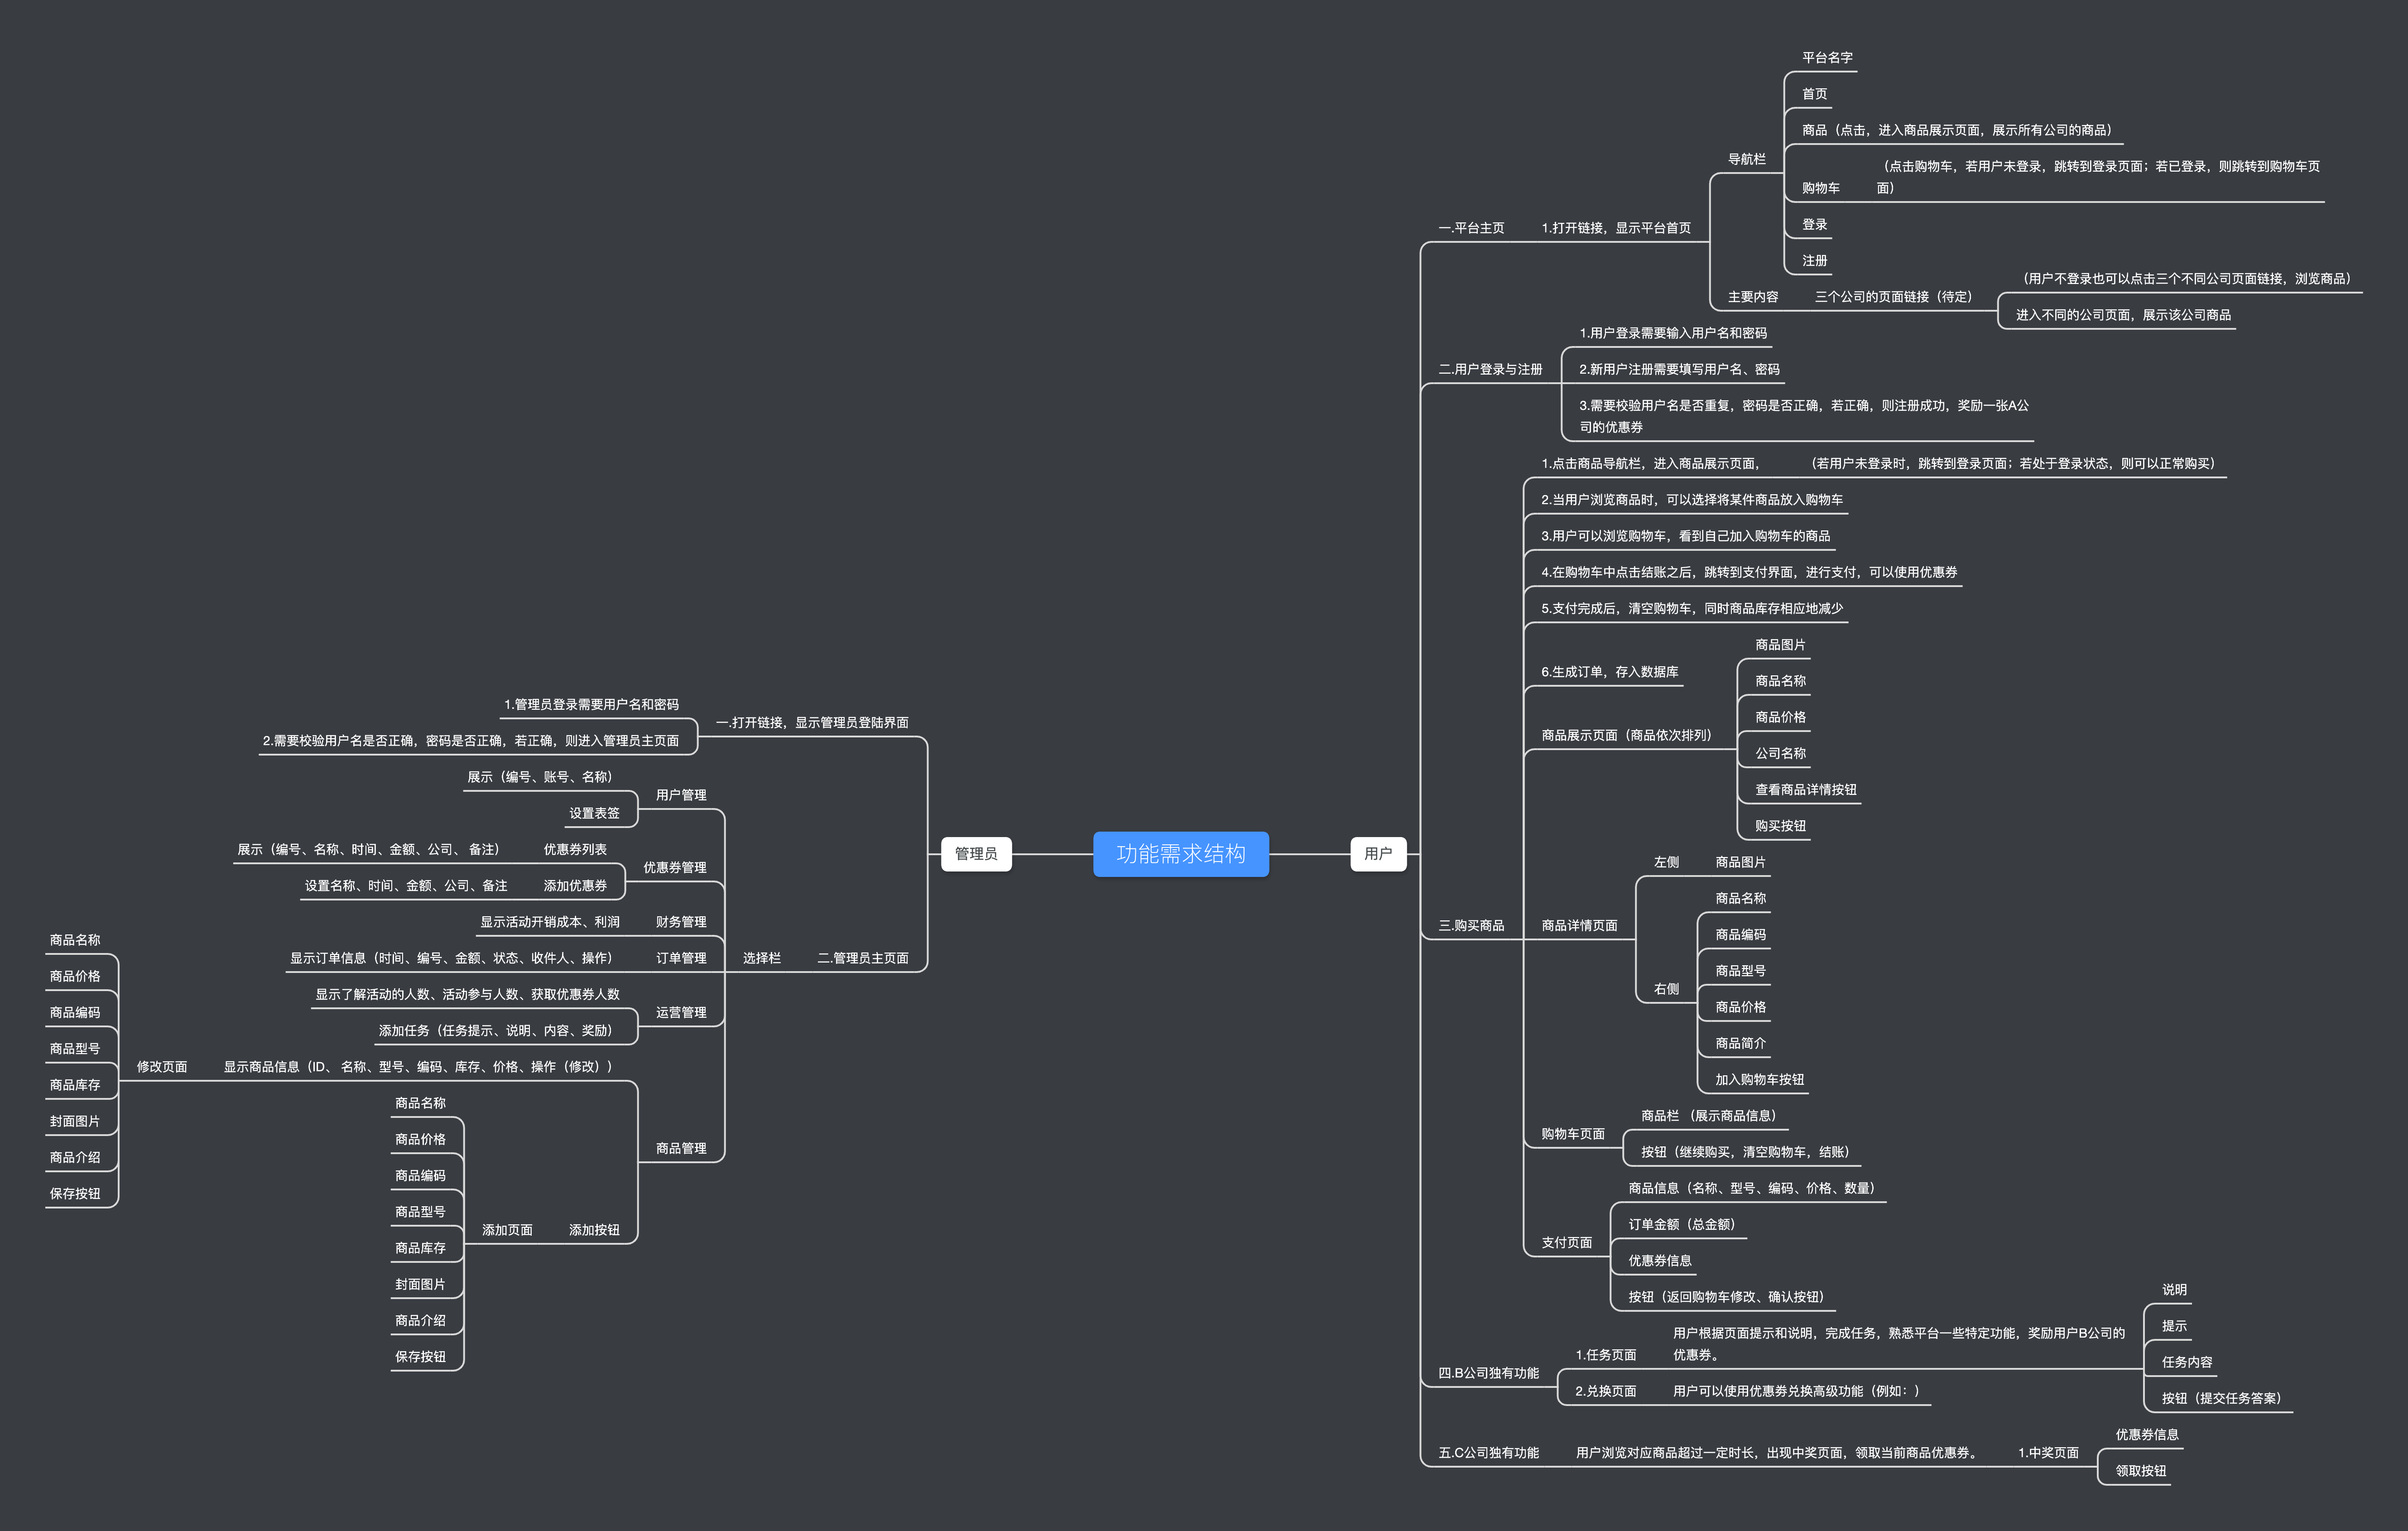 功能需求结构
用户
一.平台主页
1.打开链接，显示平台首页
导航栏
平台名字
首页
商品（点击，进入商品展示页面，展示所有公司的商品）
购物车
（点击购物车，若用户未登录，跳转到登录页面；若已登录，则跳转到购物车页
面）
登录
注册
主要内容
三个公司的页面链接（待定）
（用户不登录也可以点击三个不同公司页面链接，浏览商品）
进入不同的公司页面，展示该公司商品
二.用户登录与注册
1.用户登录需要输入用户名和密码
2.新用户注册需要填写用户名、密码
3.需要校验用户名是否重复，密码是否正确，若正确，则注册成功，奖励一张A公
司的优惠券
三.购买商品
1.点击商品导航栏，进入商品展示页面，
（若用户未登录时，跳转到登录页面；若处于登录状态，则可以正常购买）
2.当用户浏览商品时，可以选择将某件商品放入购物车
3.用户可以浏览购物车，看到自己加入购物车的商品
4.在购物车中点击结账之后，跳转到支付界面，进行支付，可以使用优惠券
5.支付完成后，清空购物车，同时商品库存相应地减少
6.生成订单，存入数据库
商品展示页面（商品依次排列）
商品图片
商品名称
商品价格
公司名称
查看商品详情按钮
购买按钮
商品详情页面
左侧
商品图片
右侧
商品名称
商品编码
商品型号
商品价格
商品简介
加入购物车按钮
购物车页面
商品栏 （展示商品信息）
按钮（继续购买，清空购物车，结账）
支付页面
商品信息（名称、型号、编码、价格、数量）
订单金额（总金额）
优惠券信息
按钮（返回购物车修改、确认按钮）
四.B公司独有功能
1.任务页面
用户根据页面提示和说明，完成任务，熟悉平台一些特定功能，奖励用户B公司的
优惠券。
说明
提示
任务内容
按钮（提交任务答案）
2.兑换页面
用户可以使用优惠券兑换高级功能（例如：）
五.C公司独有功能
用户浏览对应商品超过一定时长，出现中奖页面，领取当前商品优惠券。
1.中奖页面
优惠券信息
领取按钮
管理员
一.打开链接，显示管理员登陆界面
1.管理员登录需要用户名和密码
2.需要校验用户名是否正确，密码是否正确，若正确，则进入管理员主页面
二.管理员主页面
选择栏
用户管理
展示（编号、账号、名称）
设置表签
优惠券管理
优惠券列表
展示（编号、名称、时间、金额、公司、 备注）
添加优惠券
设置名称、时间、金额、公司、备注
财务管理
显示活动开销成本、利润
订单管理
显示订单信息（时间、编号、金额、状态、收件人、操作）
运营管理
显示了解活动的人数、活动参与人数、获取优惠券人数
添加任务（任务提示、说明、内容、奖励）
商品管理
显示商品信息（ID、 名称、型号、编码、库存、价格、操作（修改））
修改页面
商品名称
商品价格
商品编码
商品型号
商品库存
封面图片
商品介绍
保存按钮
添加按钮
添加页面
商品名称
商品价格
商品编码
商品型号
商品库存
封面图片
商品介绍
保存按钮